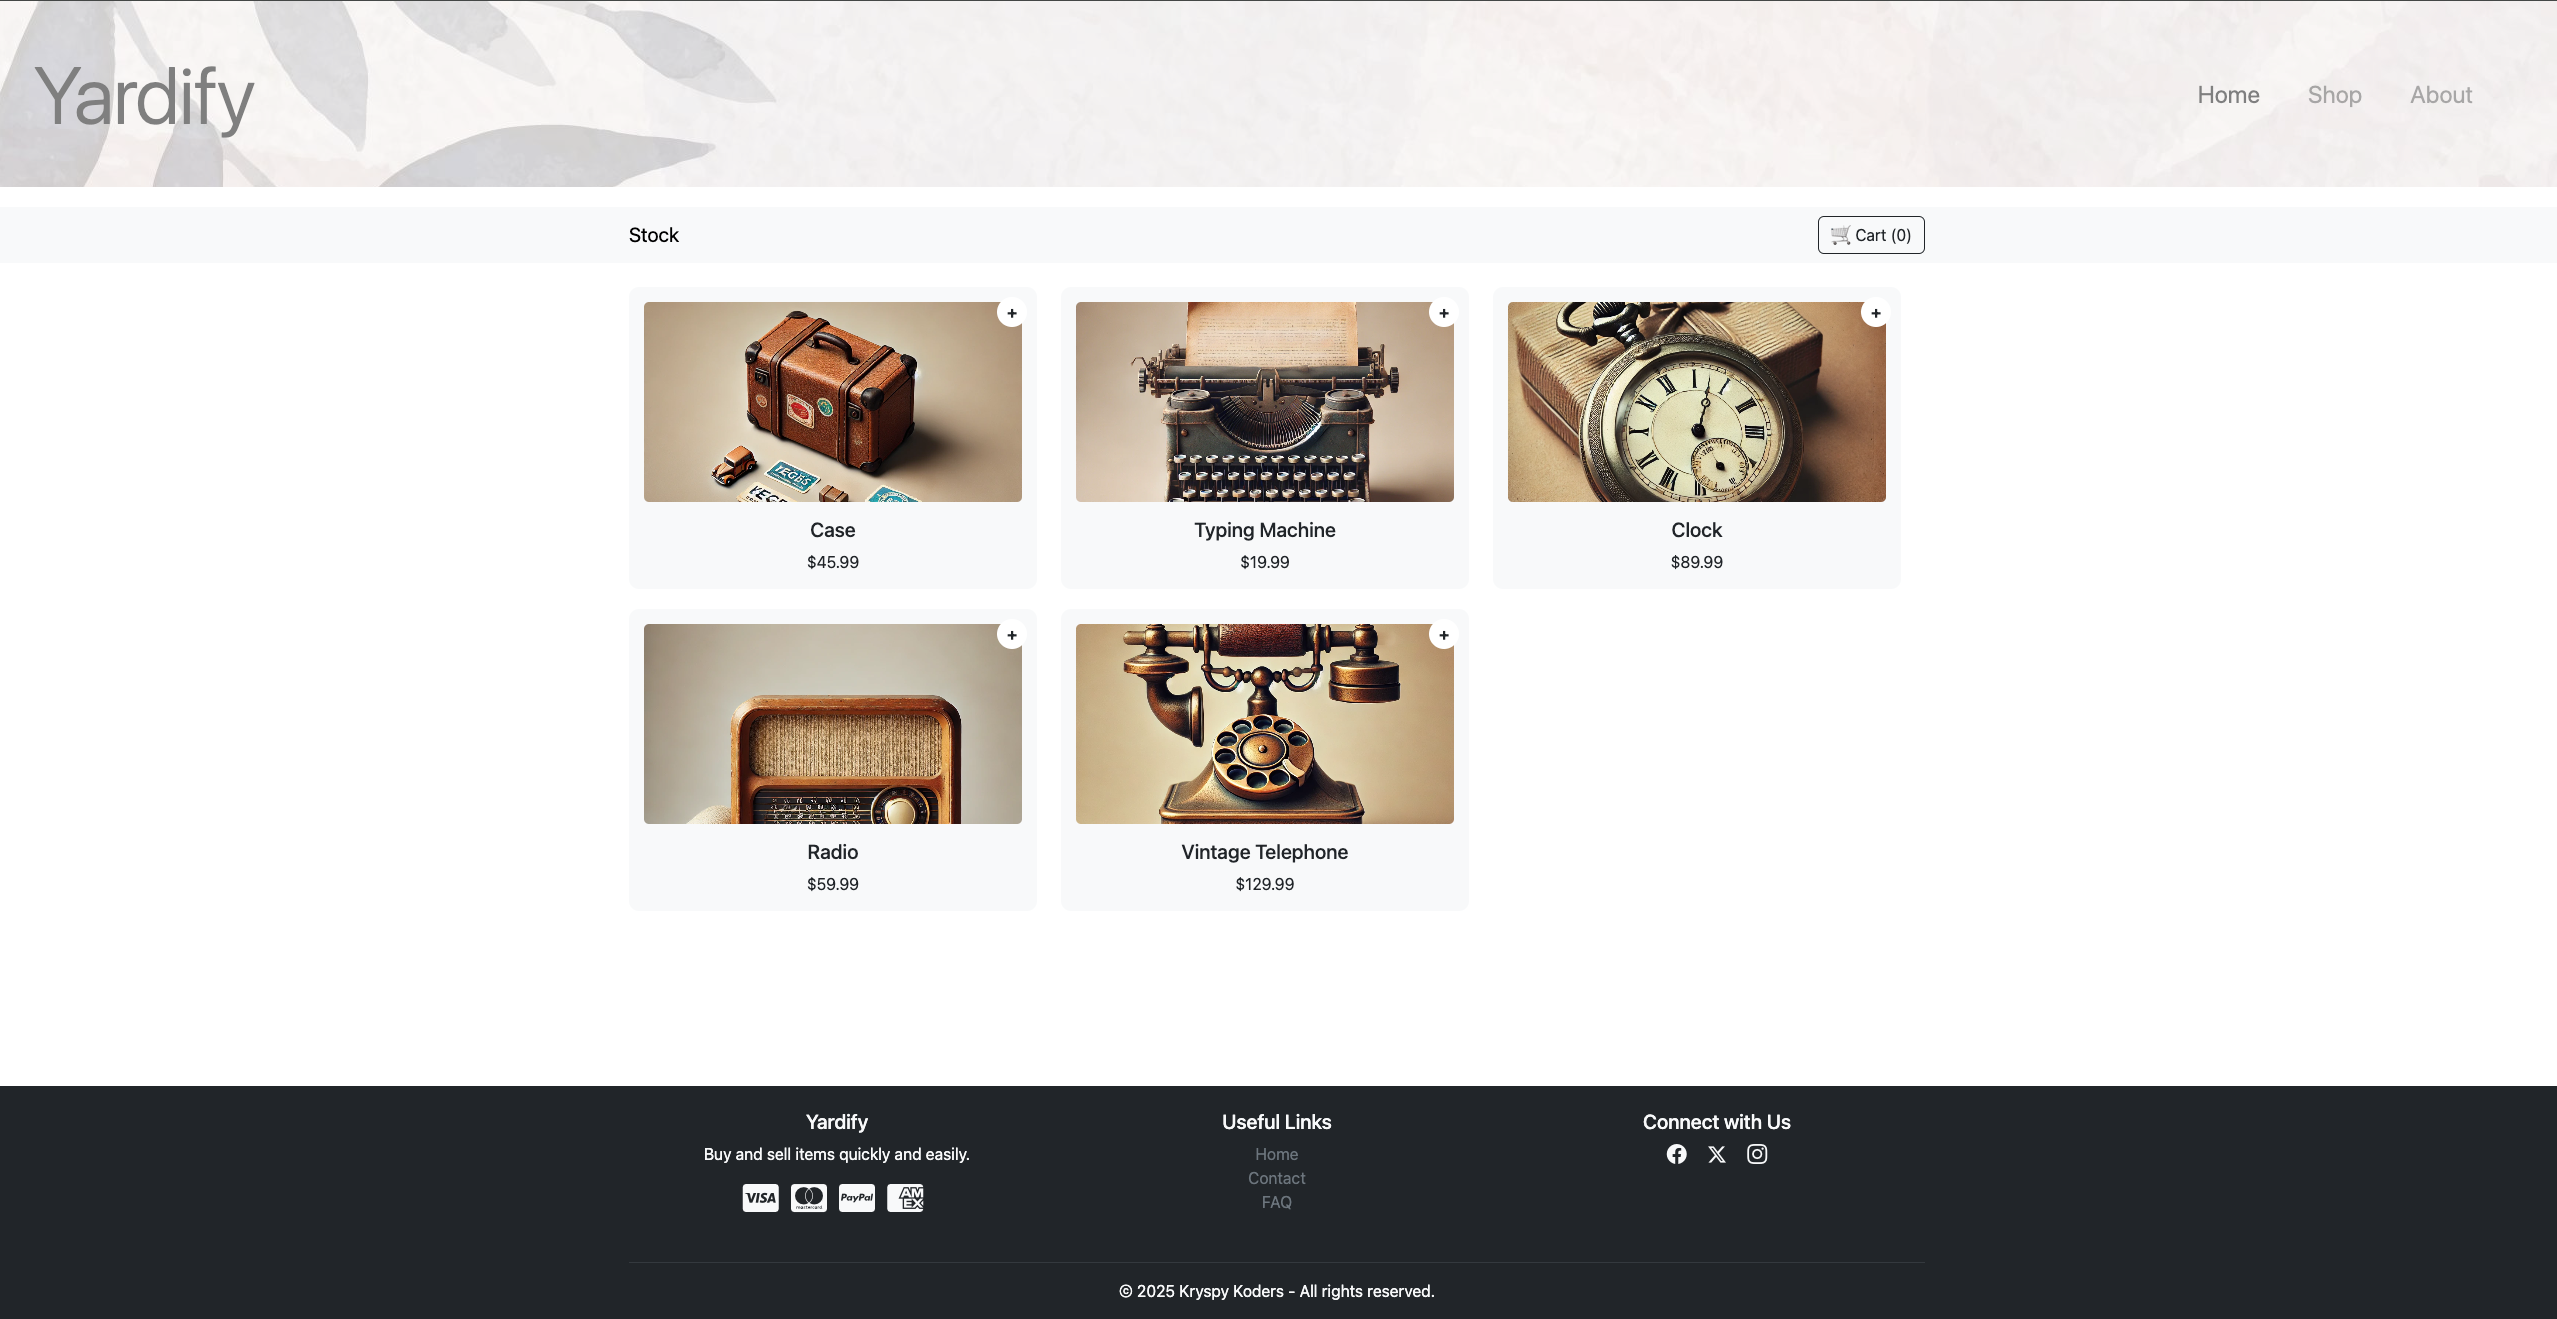 Yardify
Home Shop About
Stock
Cart (0)
+
+
+
Case
Typing Machine
Clock
$45.99
$19.99
$89.99
+
+
Radio
Vintage Telephone
$59.99
$129.99
Yardify
Useful Links
Connect with Us
Buy and sell items quickly and easily.
Home
Contact
FAQ
VISA
mastercard
PayPal
AM
EX
© 2025 Kryspy Koders - All rights reserved.